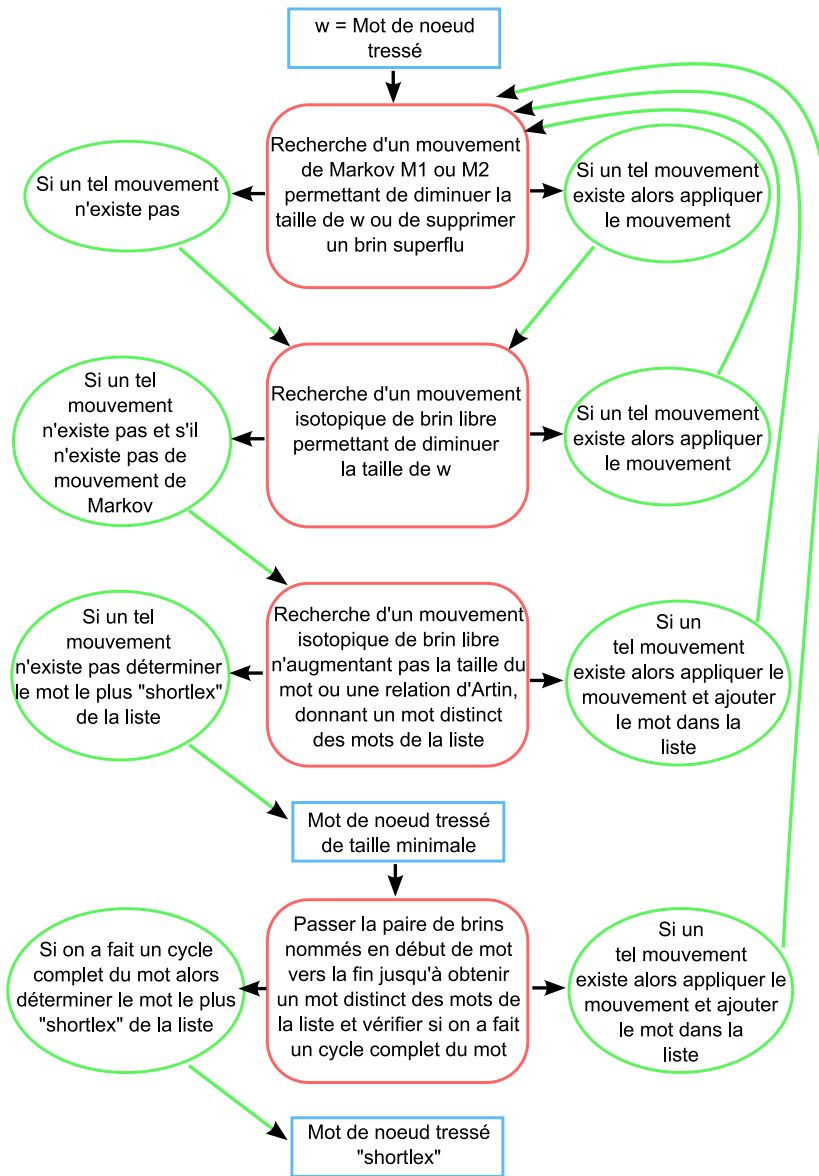 w = Mot de noeud
tressé
Recherche d'un mouvement
de Markov M1 ou M2
permettant de diminuer la
taille de w ou de supprimer
un brin superflu
Si un tel mouvement
n'existe pas
Si un tel mouvement
existe alors appliquer
le mouvement
Recherche d'un mouvement
isotopique de brin libre
permettant de diminuer
la taille de w
Si un tel
mouvement
n'existe pas et s'il
n'existe pas de
mouvement de
Markov
Si un tel mouvement
existe alors appliquer
le mouvement
Recherche d'un mouvement
isotopique de brin libre
n'augmentant pas la taille du
mot ou une relation d'Artin,
donnant un mot distinct
des mots de la liste
Si un tel
mouvement
n'existe pas déterminer
le mot le plus "shortlex"
de la liste
Si un
tel mouvement
existe alors appliquer le
mouvement et ajouter
le mot dans la
liste
Mot de noeud tressé
de taille minimale
Passer la paire de brins
nommés en début de mot
vers la fin jusqu'à obtenir
un mot distinct des mots de
la liste et vérifier si on a fait
un cycle complet du mot
Si on a fait un cycle
complet du mot alors
déterminer le mot le plus
"shortlex" de la liste
Si un
tel mouvement
existe alors appliquer le
mouvement et ajouter
le mot dans la
liste
Mot de noeud tressé
"shortlex"